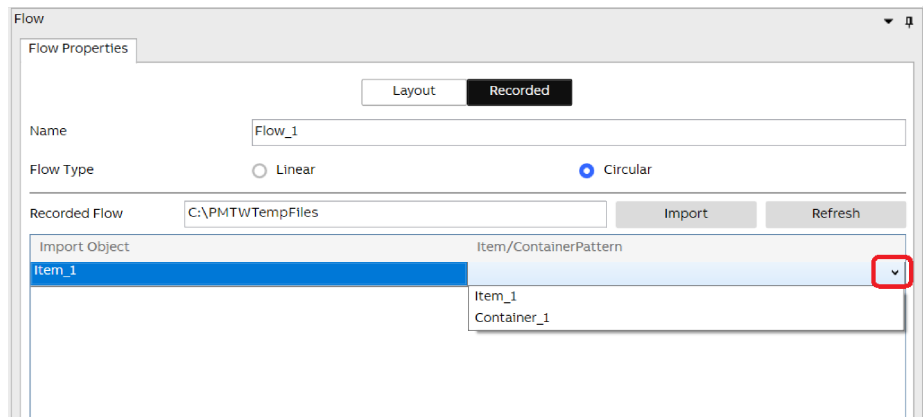 Flow
Flow Properties
Layout Recorded
Name Flow_1
Flow Type Linear Circular
Recorded Flow C:\PMTWTempFiles Import Refresh
Import Object Item/ContainerPattern
Item_1
Item_1
Container_1